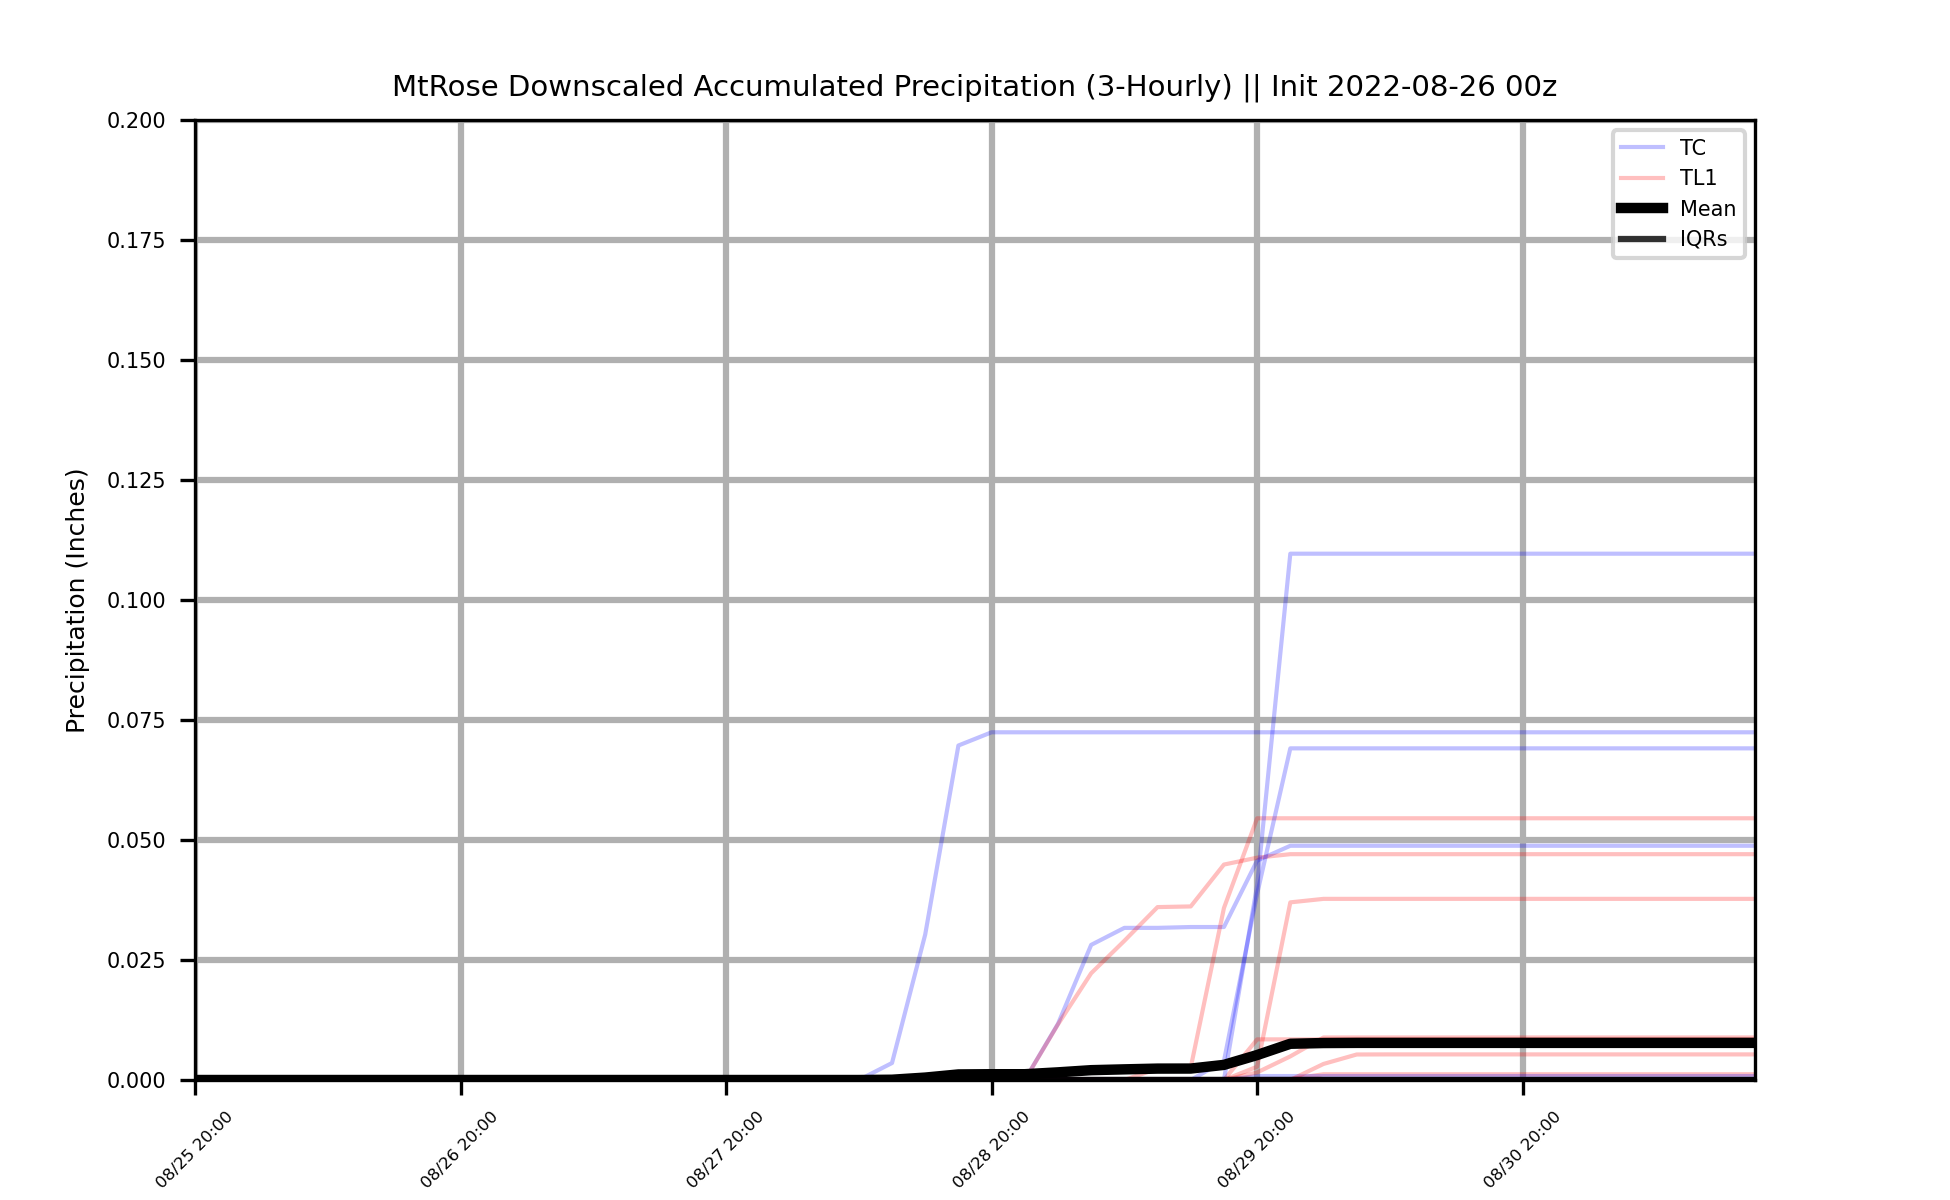 MtRose Downscaled Accumulated Precipitation (3-Hourly) || Init 2022-08-26 00z
0.200
0.175
0.150
0.125
0.100
0.075
0.050
0.025
0.000
Precipitation (Inches)
TC
TL1
Mean
IQRs
08/25 20:00
08/26 20:00
08/27 20:00
08/28 20:00
08/29 20:00
08/30 20:00